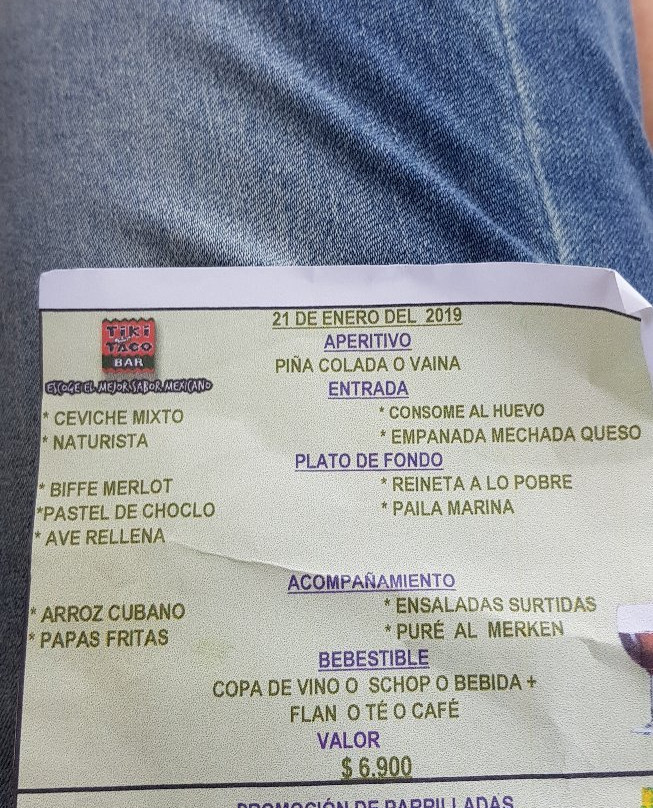 21 DE ENERO DEL 2019
TIKI
TACO
BAR
ESCOGE EL MEJOR SABOR MEXICANO
APERITIVO
PIÑA COLADA O VAINA
ENTRADA
* CEVICHE MIXTO
* CONSOME AL HUEVO
* NATURISTA
* EMPANADA MECHADA QUESO
PLATO DE FONDO
* BIFFE MERLOT
* REINETA A LO POBRE
*PASTEL DE CHOCLO
* PAILA MARINA
* AVE RELLENA
ACOMPAÑAMIENTO
* ARROZ CUBANO
* ENSALADAS SURTIDAS
* PAPAS FRITAS
* PURÉ AL MERKEN
BEBESTIBLE
COPA DE VINO O SCHOP O BEBIDA +
FLAN O TÉ O CAFÉ
VALOR
$ 6.900
PROMOCIÓN DE PARRILLADAS